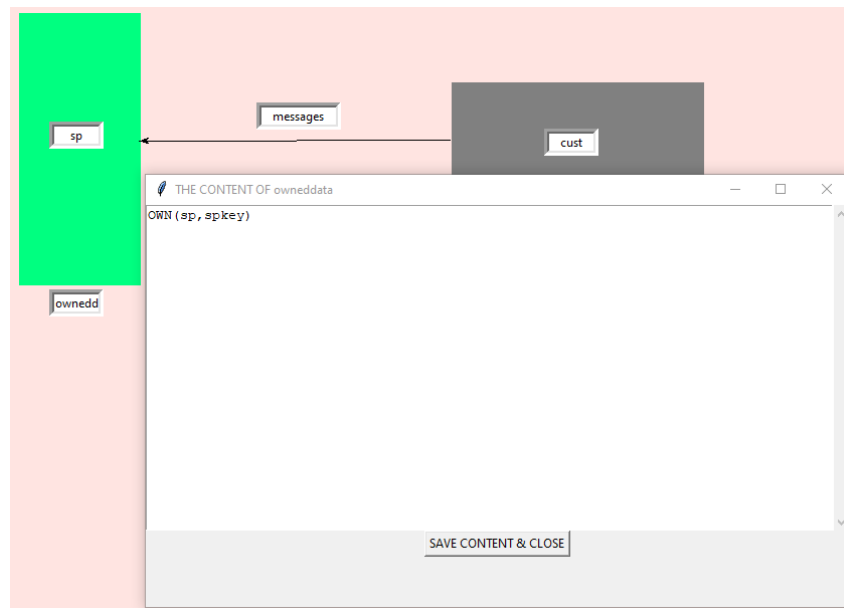 messages
sp
cust
THE CONTENT OF owneddata
OWN(sp,spkey)
ownedd
SAVE CONTENT & CLOSE